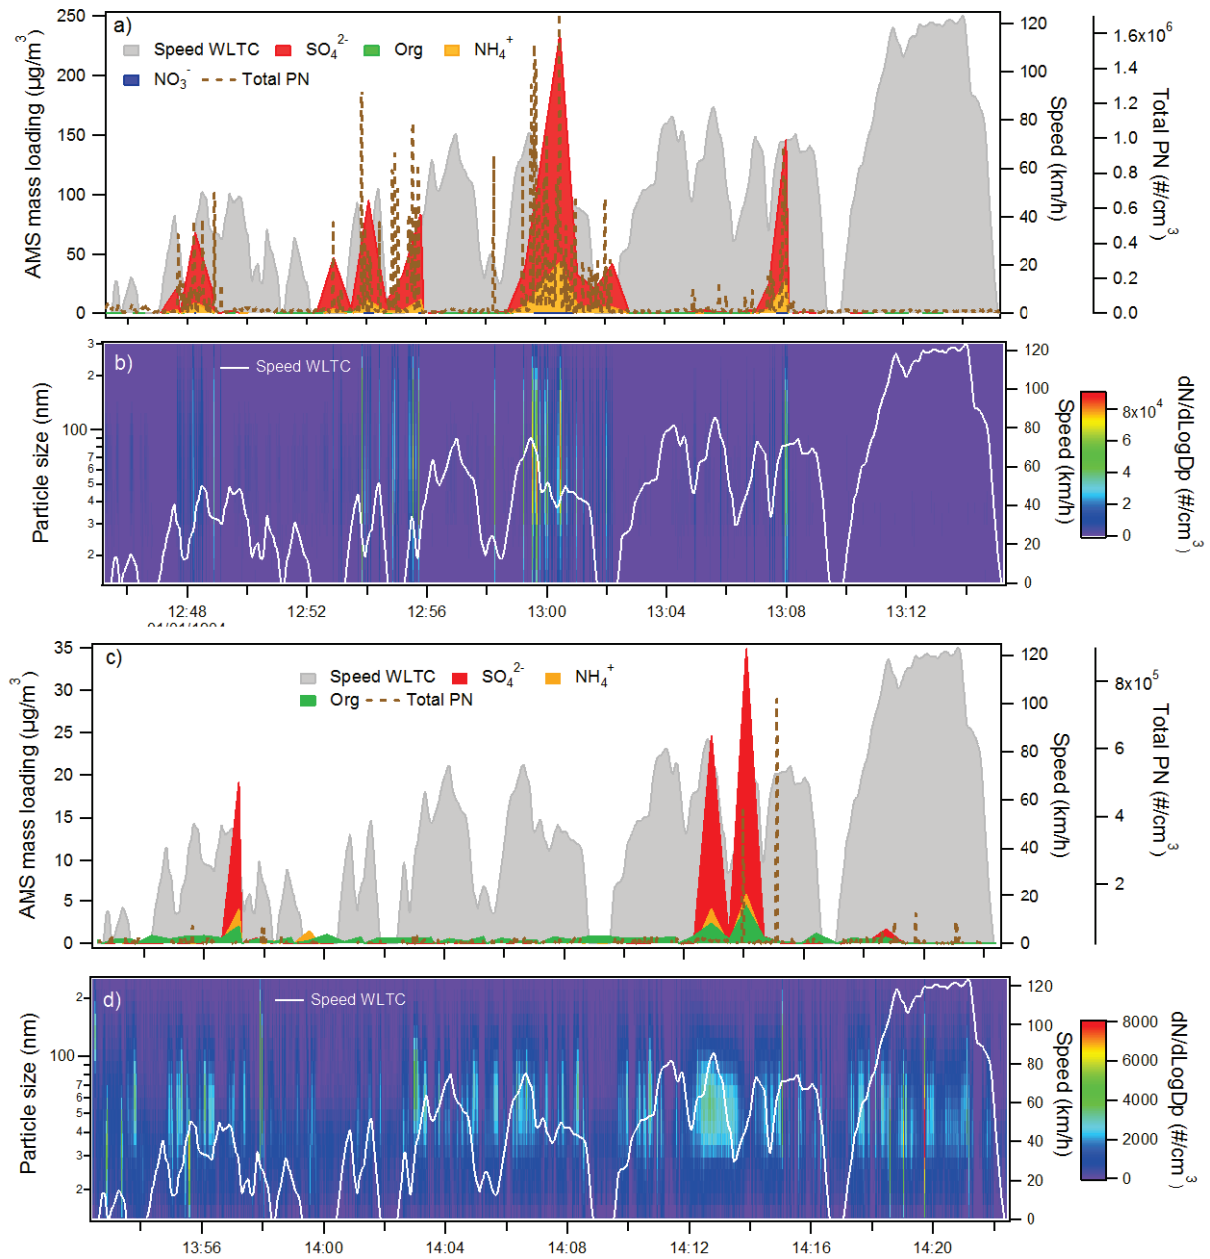 a)
Speed WLTC SO₄²⁻ Org NH₄⁺
NO₃⁻ Total PN
AMS mass loading (µg/m³)
250
200
150
100
50
0
Speed (km/h)
120
100
80
60
40
20
0
Total PN (#/cm³)
1.6x10⁶
1.4
1.2
1.0
0.8
0.6
0.4
0.2
0.0
b)
Speed WLTC
Particle size (nm)
3
2
100
7
6
5
4
3
2
Speed (km/h)
120
100
80
60
40
20
0
dN/dLogDp (#/cm³)
8x10⁴
6
4
2
0
12:48 12:52 12:56 13:00 13:04 13:08 13:12
c)
Speed WLTC SO₄²⁻ NH₄⁺
Org Total PN
AMS mass loading (µg/m³)
35
30
25
20
15
10
5
0
Speed (km/h)
120
100
80
60
40
20
0
Total PN (#/cm³)
8x10⁵
6
4
2
d)
Speed WLTC
Particle size (nm)
2
100
7
6
5
4
3
2
Speed (km/h)
120
100
80
60
40
20
0
dN/dLogDp (#/cm³)
8000
6000
4000
2000
0
13:56 14:00 14:04 14:08 14:12 14:16 14:20